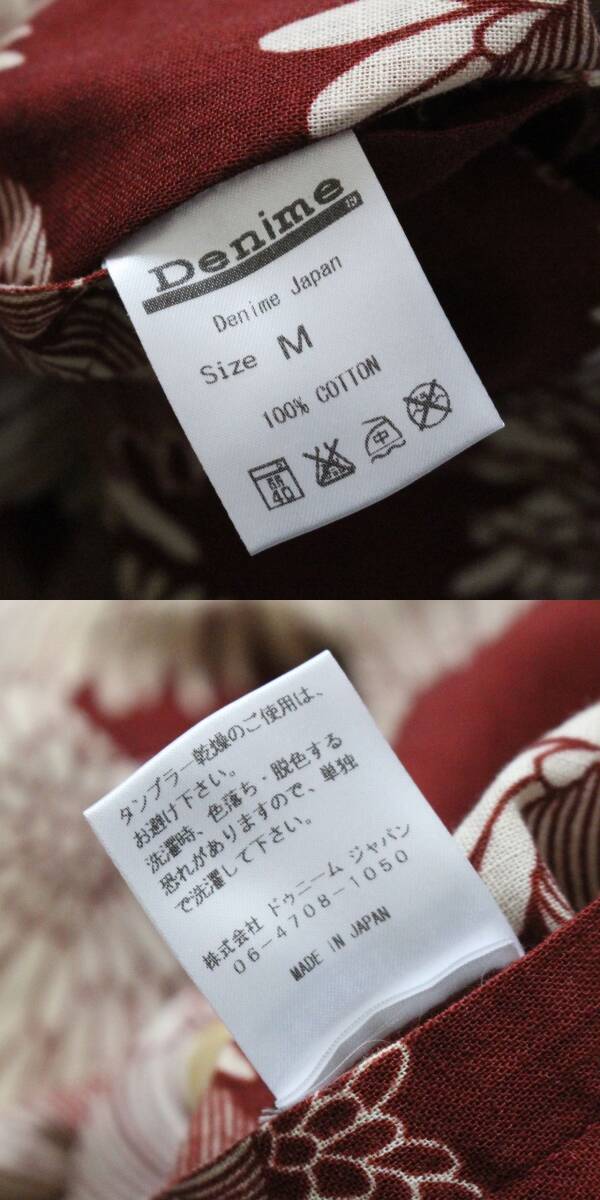 Denime
Denime Japan
Size M
100% COTTON
弱
40
中
タンブラー乾燥のご使用は、
お避け下さい。
洗濯時、色落ち・脱色する
恐れがありますので、単独
で洗濯して下さい。
株式会社 ドゥニーム ジャパン
06-4708-1050
MADE IN JAPAN